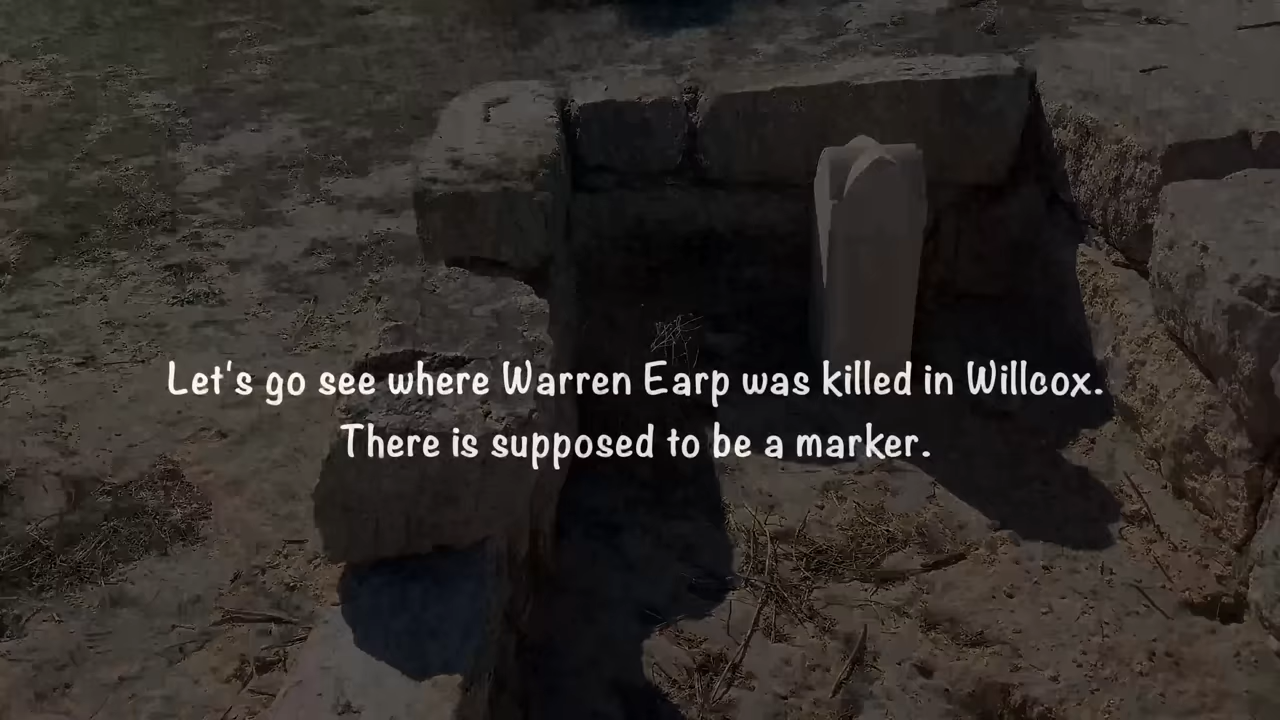 Let's go see where Warren Earp was killed in Willcox.
There is supposed to be a marker.